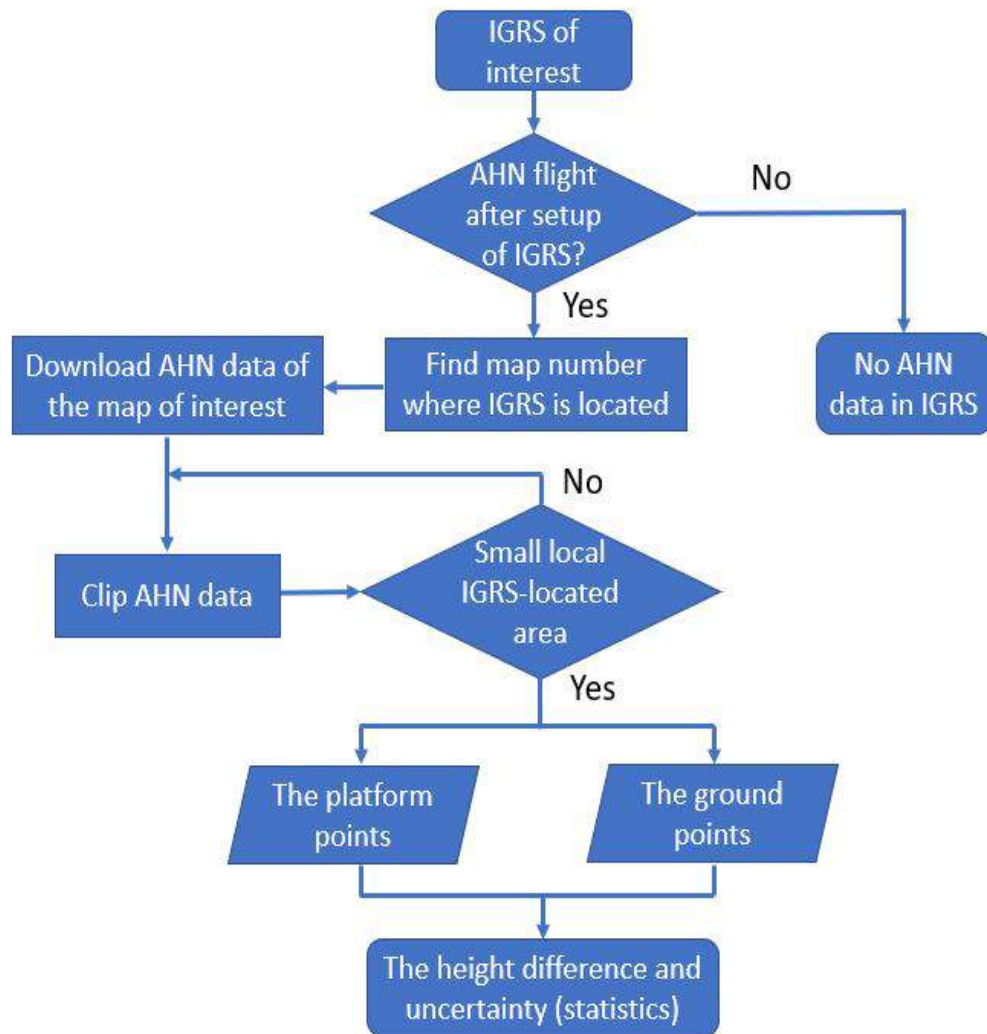 IGRS of
interest
AHN flight
after setup
of IGRS?
No
Yes
Download AHN data of
the map of interest
Find map number
where IGRS is located
No AHN
data in IGRS
No
Clip AHN data
Small local
IGRS-located
area
Yes
The platform
points
The ground
points
The height difference and
uncertainty (statistics)